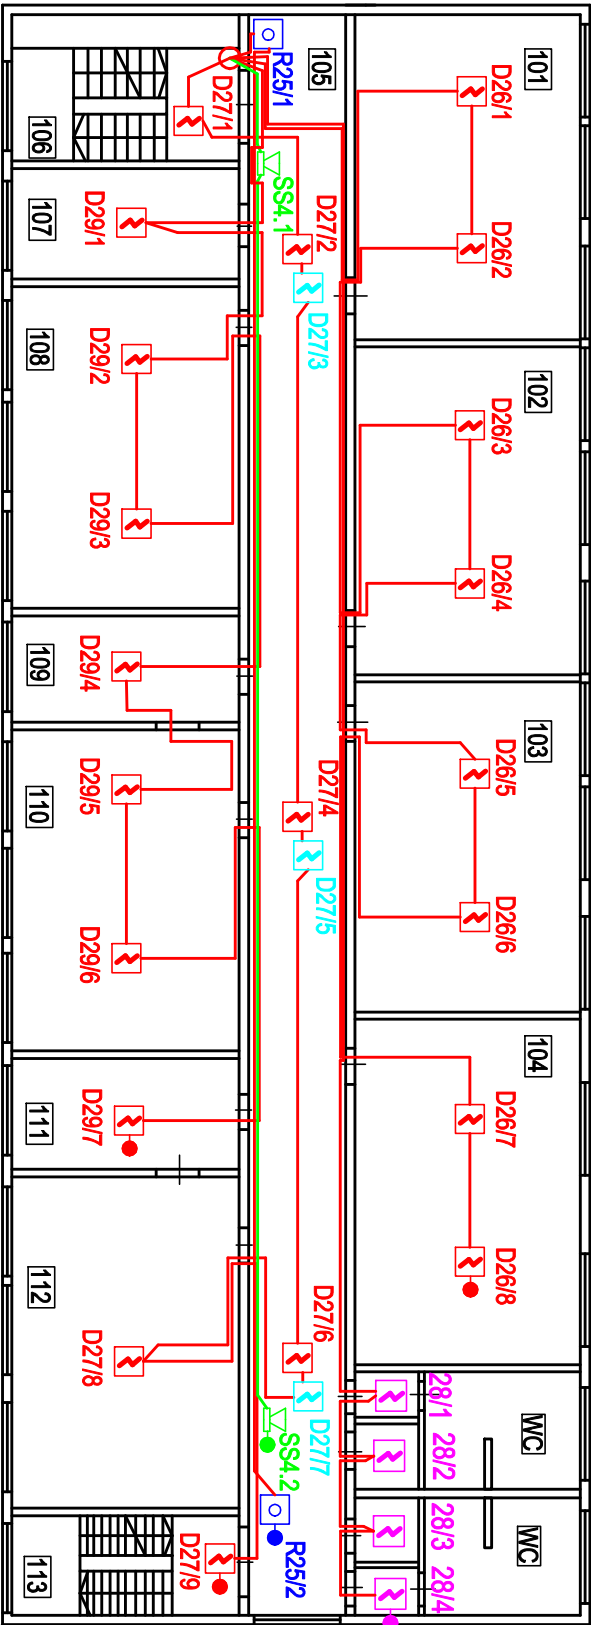 101
D26/1
D26/2
102
D26/3
D26/4
103
D26/5
D26/6
104
D26/7
D26/8
WC
28/1
28/2
WC
28/3
28/4
105
R25/1
D27/1
SS4.1
D27/2
D27/3
D27/4
D27/5
D27/6
D27/7
SS4.2
R25/2
106
107
D29/1
108
D29/2
D29/3
109
D29/4
110
D29/5
D29/6
111
D29/7
112
D27/8
113
D27/9